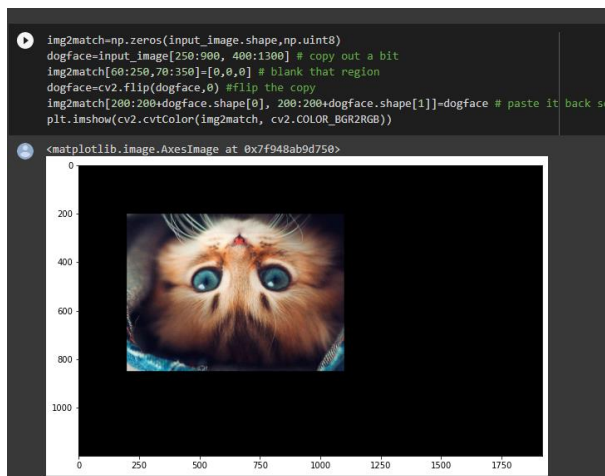 img2match=np.zeros(input_image.shape,np.uint8)
dogface=input_image[250:900, 400:1300] # copy out a bit
img2match[60:250,70:350]=[0,0,0] # blank that region
dogface=cv2.flip(dogface,0) #flip the copy
img2match[200:200+dogface.shape[0], 200:200+dogface.shape[1]]=dogface # paste it back
plt.imshow(cv2.cvtColor(img2match, cv2.COLOR_BGR2RGB))
<matplotlib.image.AxesImage at 0x7f948ab9d750>
0
200
400
600
800
1000
0 250 500 750 1000 1250 1500 1750